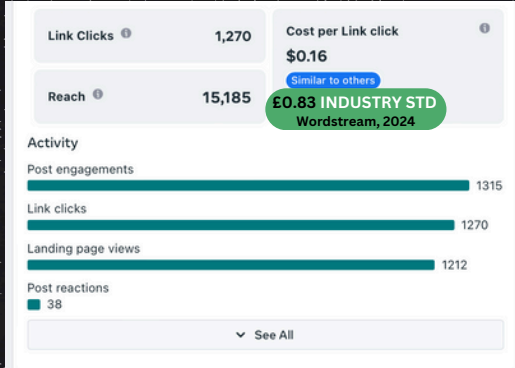 Link Clicks
1,270
Reach
15,185
Cost per Link click
$0.16
Similar to others
£0.83 INDUSTRY STD
Wordstream, 2024
Activity
Post engagements
1315
Link clicks
1270
Landing page views
1212
Post reactions
38
See All